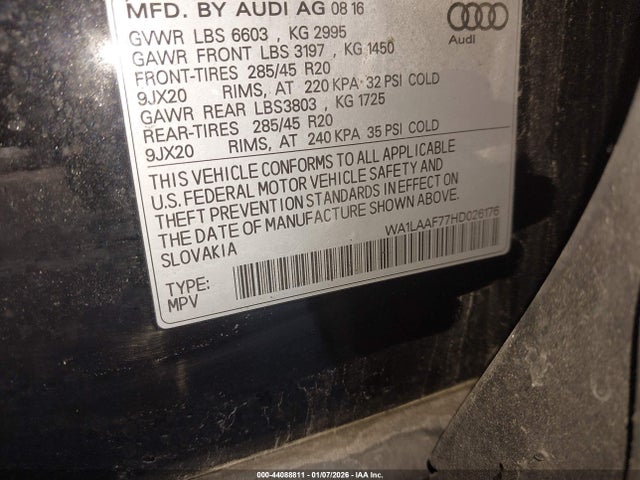 MFD. BY AUDI AG 08 16
GVWR LBS 6603 , KG 2995
GAWR FRONT LBS 3197 , KG 1450
FRONT-TIRES 285/45 R20
9JX20 RIMS, AT 220 KPA 32 PSI COLD
GAWR REAR LBS3803 , KG 1725
REAR-TIRES 285/45 R20
9JX20 RIMS, AT 240 KPA 35 PSI COLD
Audi
THIS VEHICLE CONFORMS TO ALL APPLICABLE
U.S. FEDERAL MOTOR VEHICLE SAFETY AND
THEFT PREVENTION STANDARDS IN EFFECT ON
THE DATE OF MANUFACTURE SHOWN ABOVE.
SLOVAKIA
WA1LAAF77HD026176
TYPE:
MPV
000-44088811 - 01/07/2026 - IAA Inc.